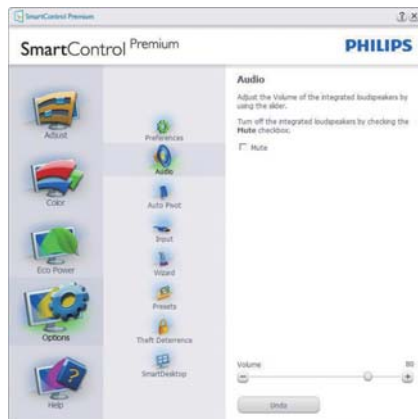 SmartControl Premium
SmartControl Premium
PHILIPS
Adjust
Color
Eco Power
Options
Help
Preferences
Audio
Auto Pivot
Input
Wizard
Presets
Theft Deterrence
SmartDesktop
Audio
Adjust the Volume of the integrated loudspeakers by
using the slider.
Turn off the integrated loudspeakers by checking the
Mute checkbox.
Mute
Volume
Undo